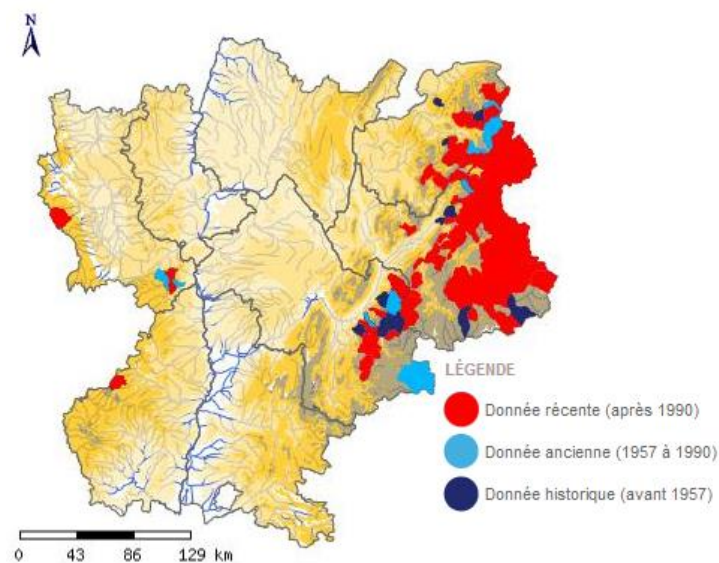 N
LÉGENDE
Donnée récente (après 1990)
Donnée ancienne (1957 à 1990)
Donnée historique (avant 1957)
0 43 86 129 km